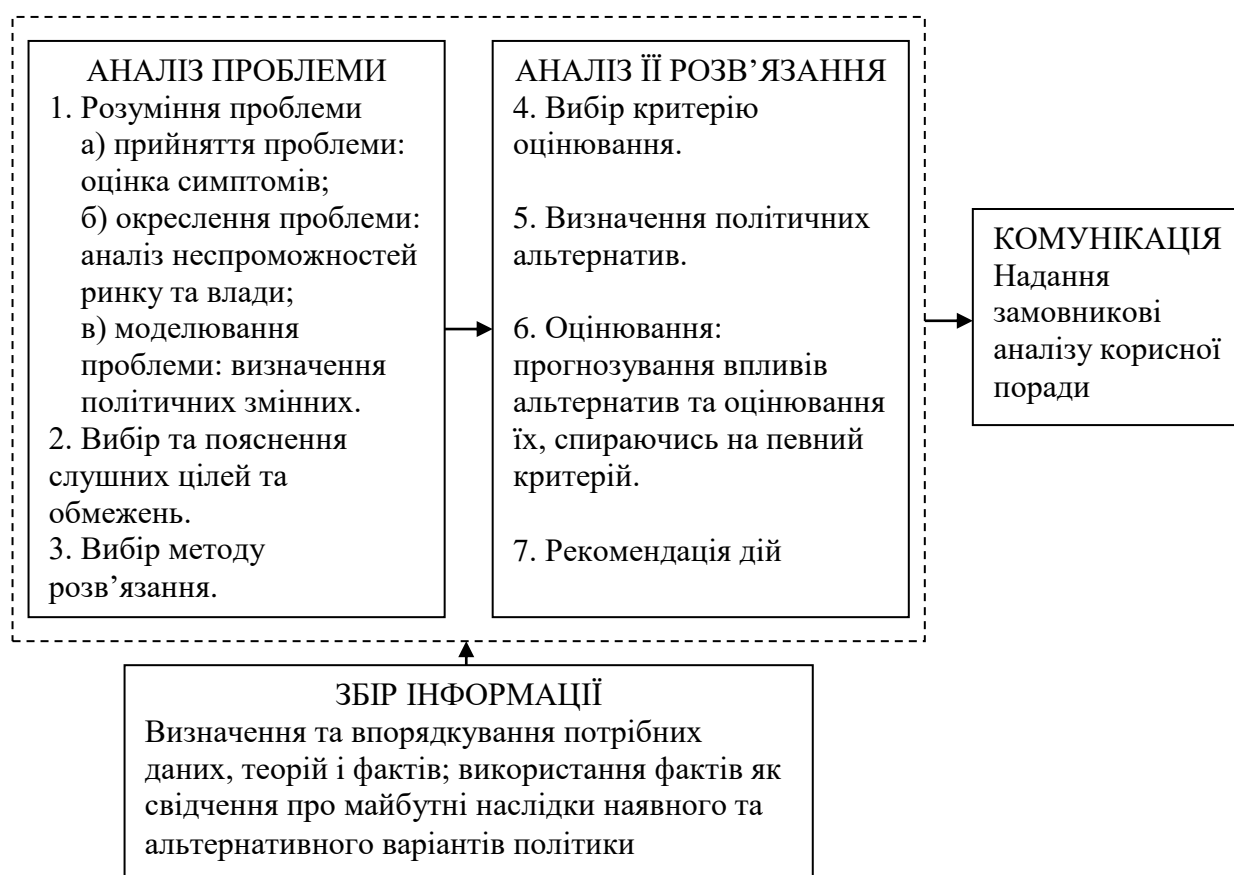 АНАЛІЗ ПРОБЛЕМИ
1. Розуміння проблеми
а) прийняття проблеми:
оцінка симптомів;
б) окреслення проблеми:
аналіз неспроможностей
ринку та влади;
в) моделювання
проблеми: визначення
політичних змінних.
2. Вибір та пояснення
слушних цілей та
обмежень.
3. Вибір методу
розв’язання.
АНАЛІЗ ЇЇ РОЗВ’ЯЗАННЯ
4. Вибір критерію
оцінювання.
5. Визначення політичних
альтернатив.
6. Оцінювання:
прогнозування впливів
альтернатив та оцінювання
їх, спираючись на певний
критерій.
7. Рекомендація дій
КОМУНІКАЦІЯ
Надання
замовникові
аналізу корисної
поради
ЗБІР ІНФОРМАЦІЇ
Визначення та впорядкування потрібних
даних, теорій і фактів; використання фактів як
свідчення про майбутні наслідки наявного та
альтернативного варіантів політики